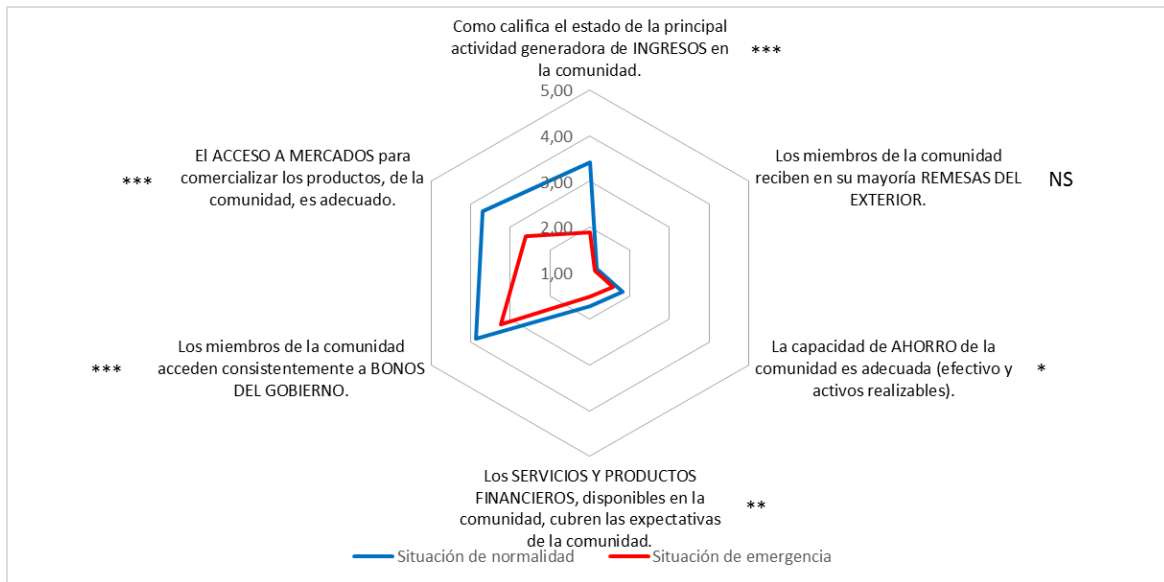 Como califica el estado de la principal
actividad generadora de INGRESOS en
la comunidad.
***
5,00
4,00
3,00
2,00
1,00
Los miembros de la comunidad
reciben en su mayoría REMESAS DEL
EXTERIOR.
NS
La capacidad de AHORRO de la
comunidad es adecuada (efectivo y
activos realizables).
*
Los SERVICIOS Y PRODUCTOS
FINANCIEROS, disponibles en la
comunidad, cubren las expectativas
de la comunidad.
**
Los miembros de la comunidad
acceden consistentemente a BONOS
DEL GOBIERNO.
***
El ACCESO A MERCADOS para
comercializar los productos, de la
comunidad, es adecuado.
***
Situación de normalidad
Situación de emergencia